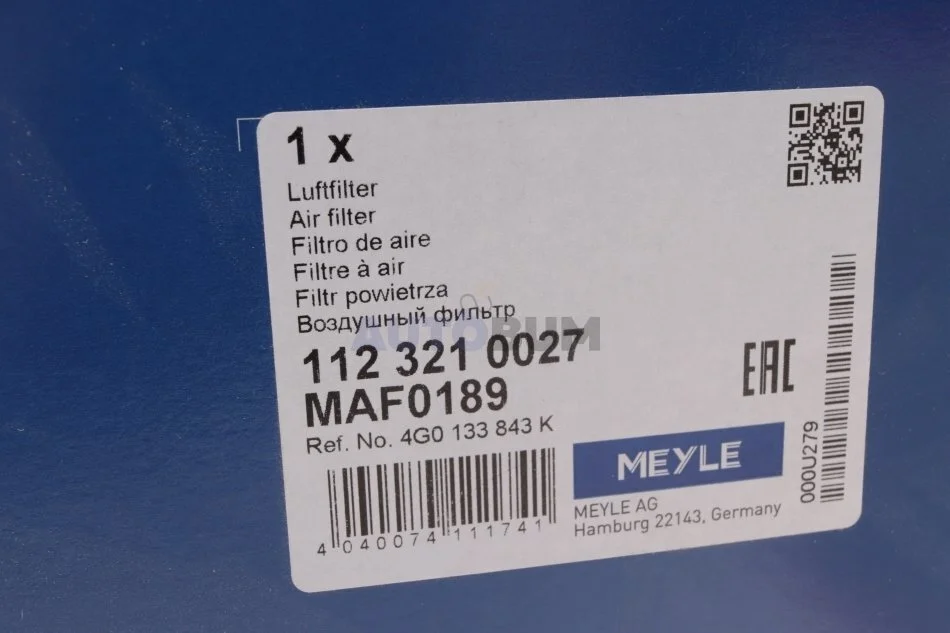 1 x
Luftfilter
Air filter
Filtro de aire
Filtre à air
Filtr powietrza
Воздушный фильтр
AUTOBUM
112 321 0027
MAF0189
Ref. No. 4G0 133 843 K
4 040074 111741
EAC
MEYLE
MEYLE AG
Hamburg 22143, Germany
000U279